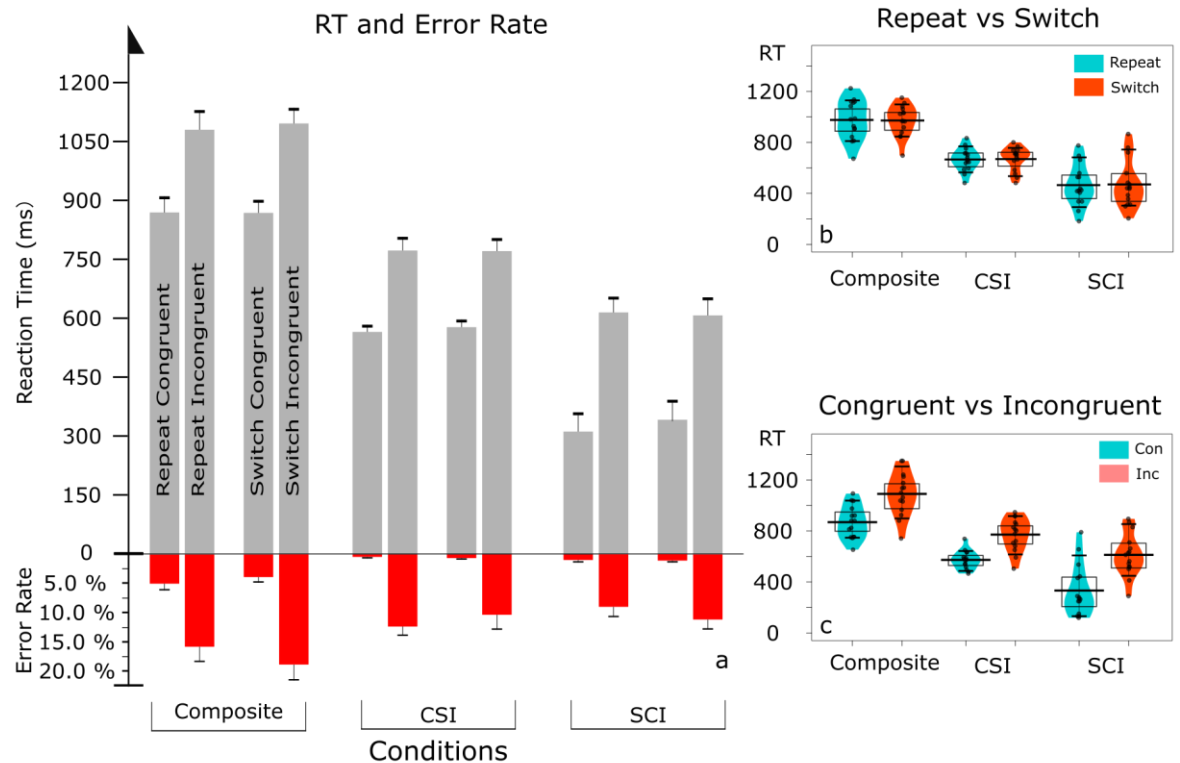 RT and Error Rate
Reaction Time (ms)
1200
1050
900
750
600
450
300
150
0
Repeat Congruent
Repeat Incongruent
Switch Congruent
Switch Incongruent
Error Rate
5.0 %
10.0 %
15.0 %
20.0 %
a
Composite
CSI
SCI
Conditions
Repeat vs Switch
RT
1200
800
400
0
Repeat
Switch
b
Composite
CSI
SCI
Congruent vs Incongruent
RT
1200
800
400
0
Con
Inc
c
Composite
CSI
SCI